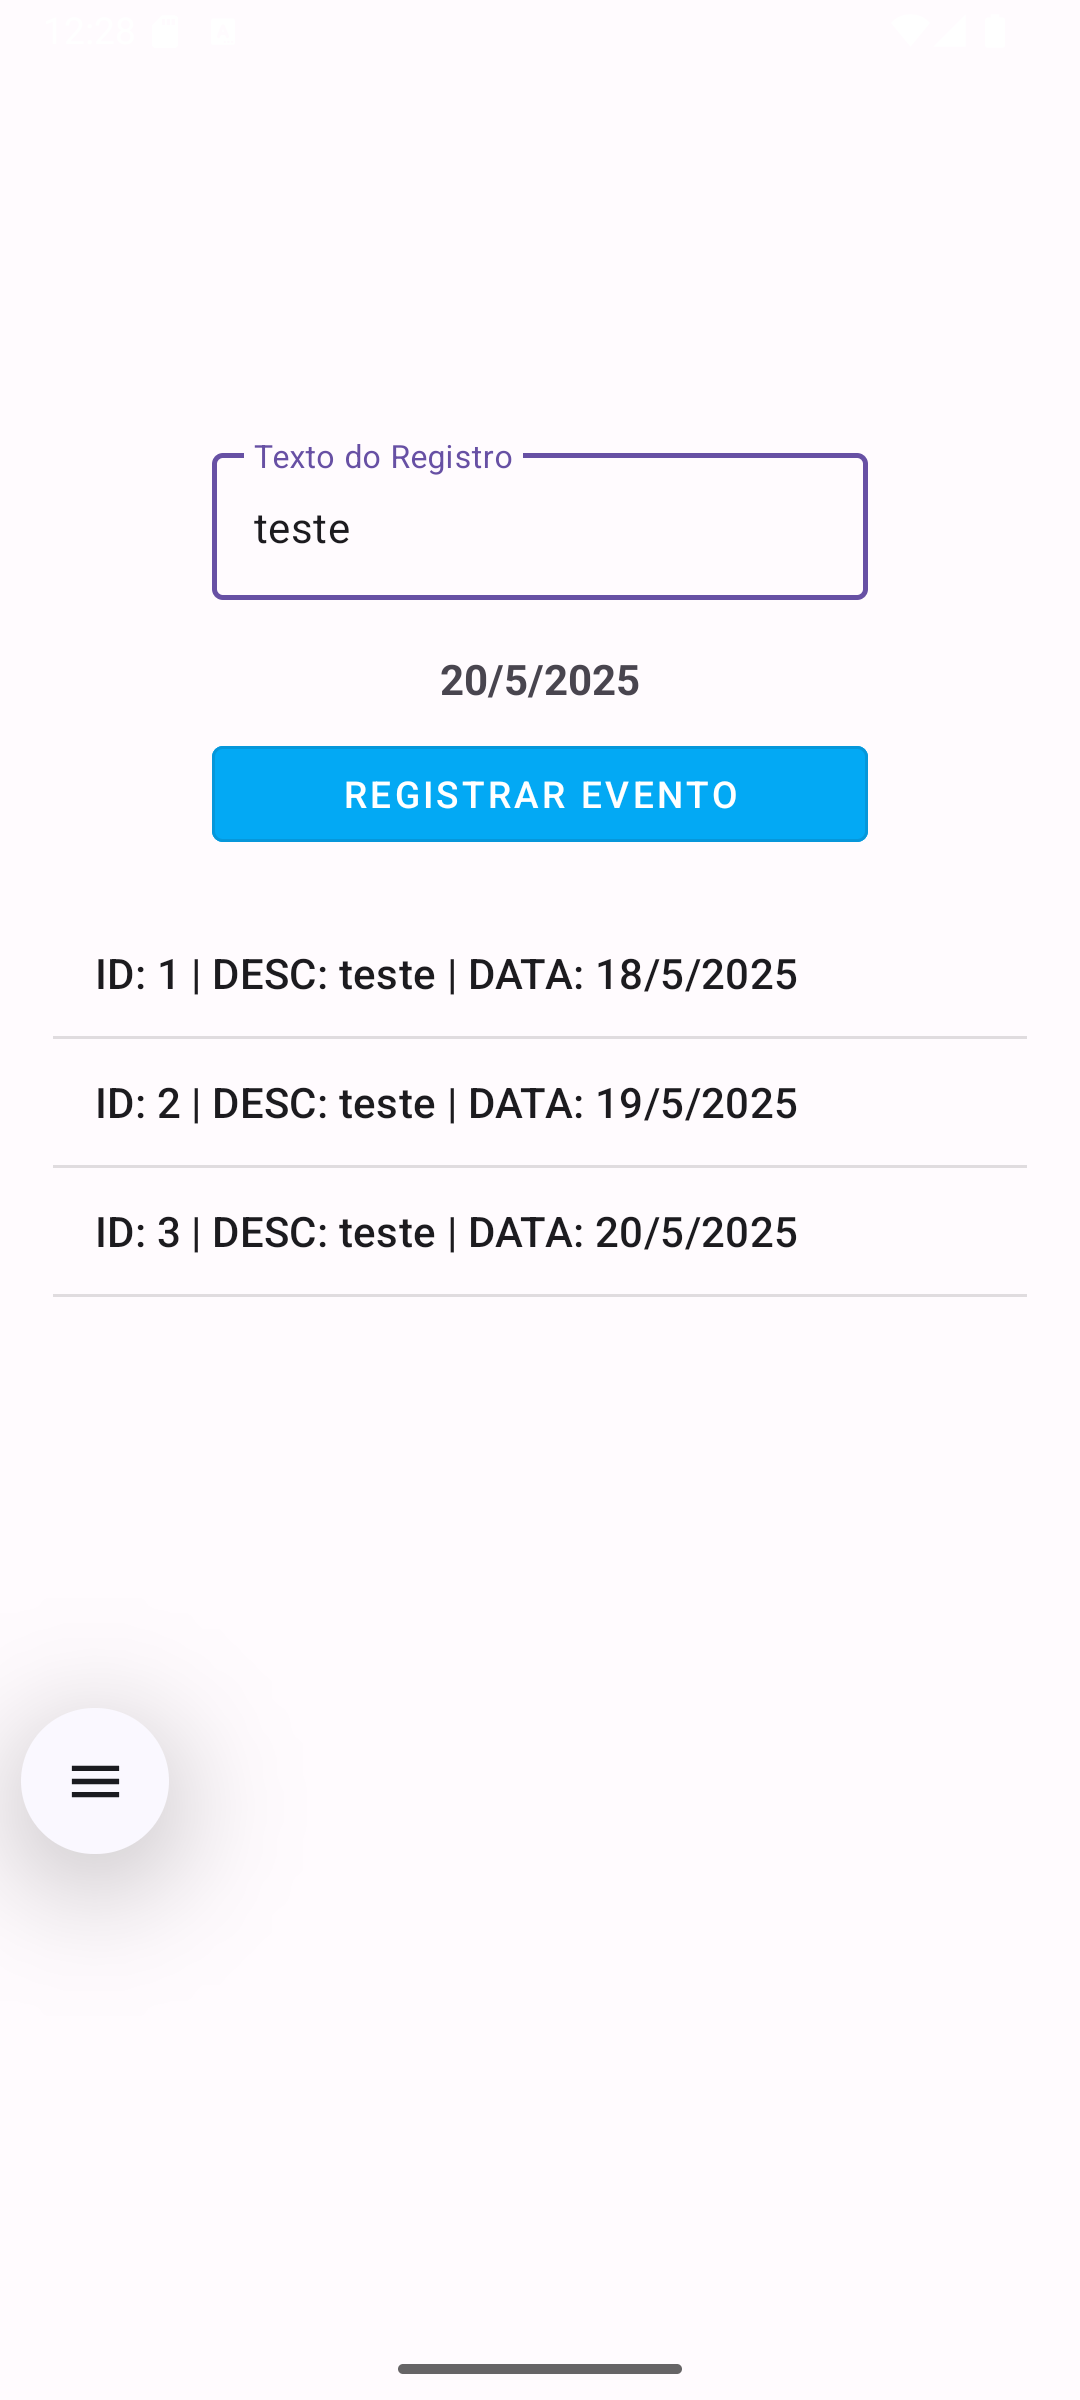 Texto do Registro
teste
20/5/2025
REGISTRAR EVENTO
ID: 1 | DESC: teste | DATA: 18/5/2025
ID: 2 | DESC: teste | DATA: 19/5/2025
ID: 3 | DESC: teste | DATA: 20/5/2025